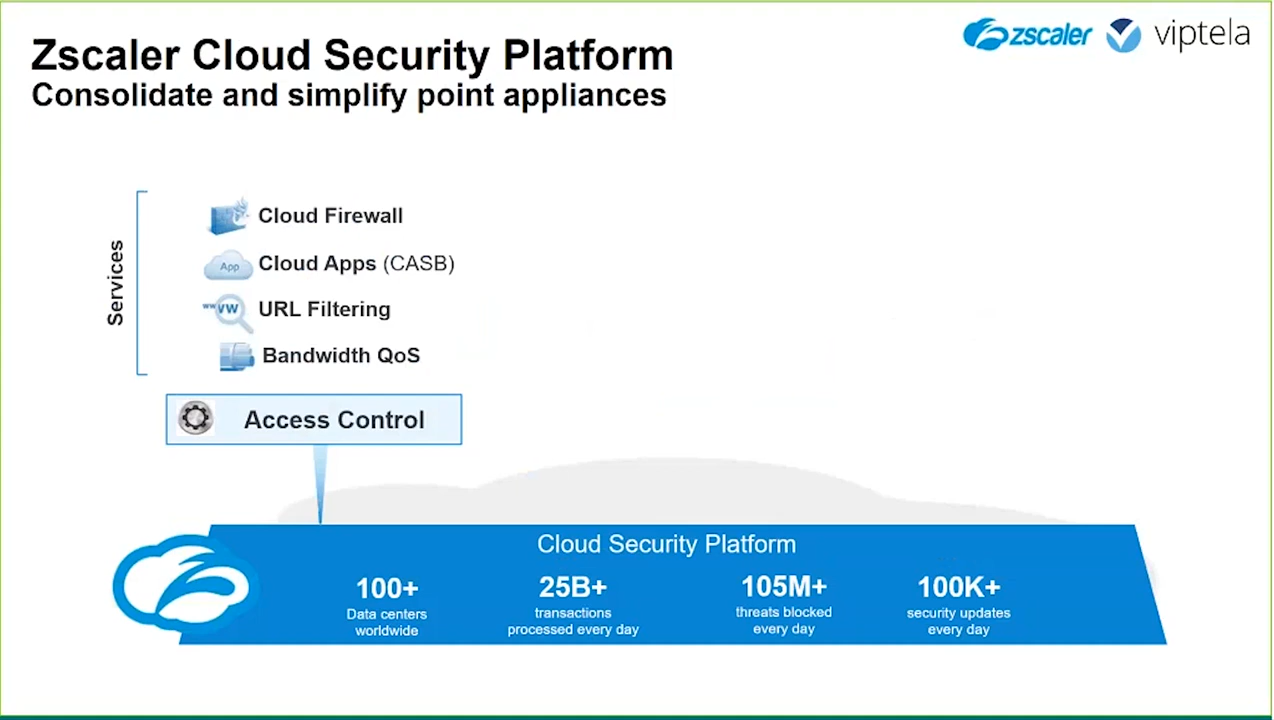 Zscaler Cloud Security Platform
Consolidate and simplify point appliances
zscaler
viptela
Services
Cloud Firewall
App
Cloud Apps (CASB)
WWW
URL Filtering
Bandwidth QoS
Access Control
Cloud Security Platform
100+
Data centers
worldwide
25B+
transactions
processed every day
105M+
threats blocked
every day
100K+
security updates
every day